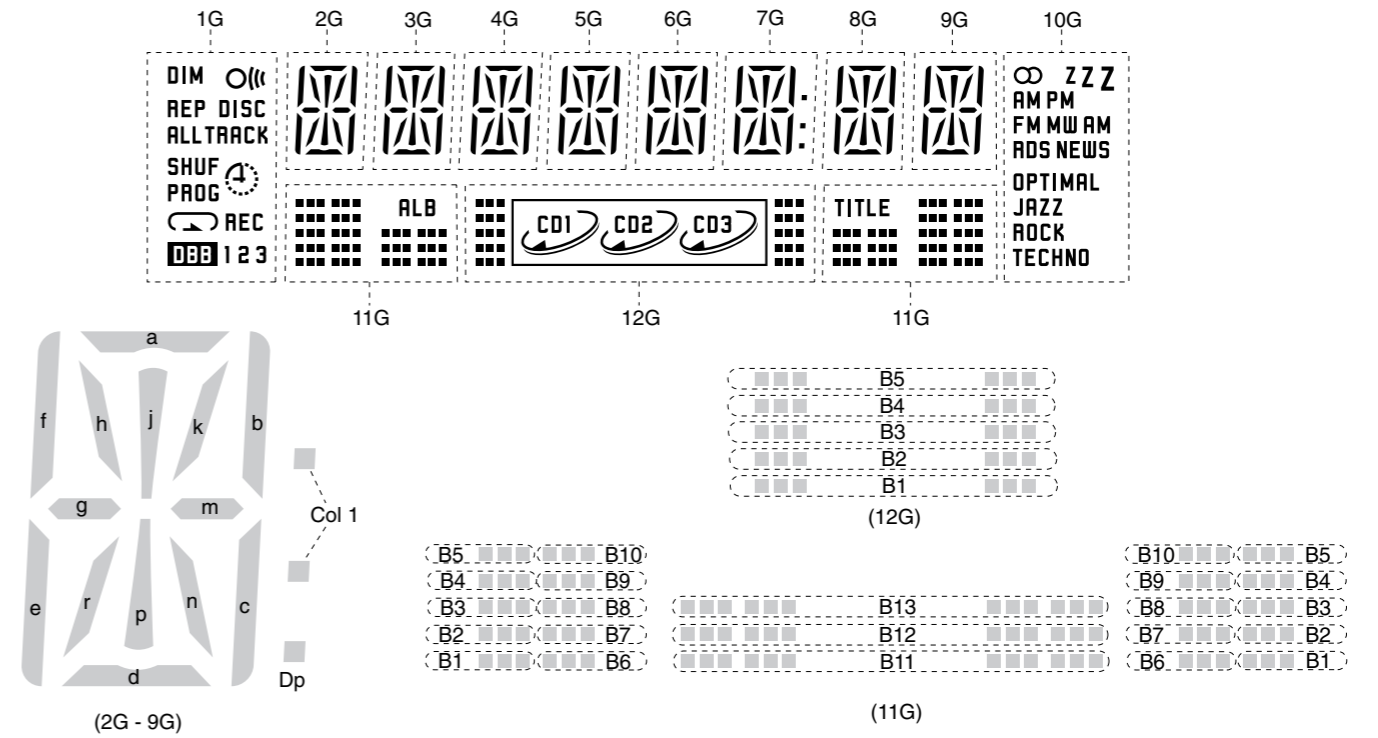 1G 2G 3G 4G 5G 6G 7G 8G 9G 10G
DIM
REP DISC
ALL TRACK
SHUF
PROG
REC
DBB 1 2 3
ALB
CD1 CD2 CD3
TITLE
Z Z Z
AM PM
FM MW AM
RDS NEWS
OPTIMAL
JAZZ
ROCK
TECHNO
11G 12G 11G
a
f h j k b
g m
Col 1
e r p n c
d
Dp
(2G - 9G)
B5
B4
B3
B2
B1
(12G)
B5 B10
B4 B9
B3 B8
B2 B7
B1 B6
B13
B12
B11
(11G)
B10 B5
B9 B4
B8 B3
B7 B2
B6 B1